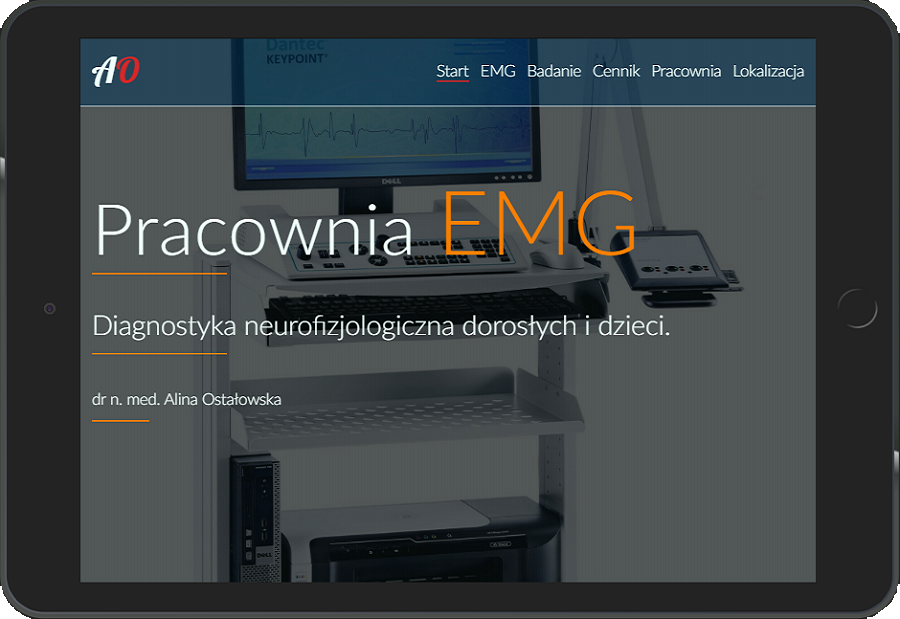 Dantec
KEYPOINT®
AO
Start EMG Badanie Cennik Pracownia Lokalizacja
DELL
Pracownia EMG
Diagnostyka neurofizjologiczna dorosłych i dzieci.
dr n. med. Alina Ostałowska
DELL